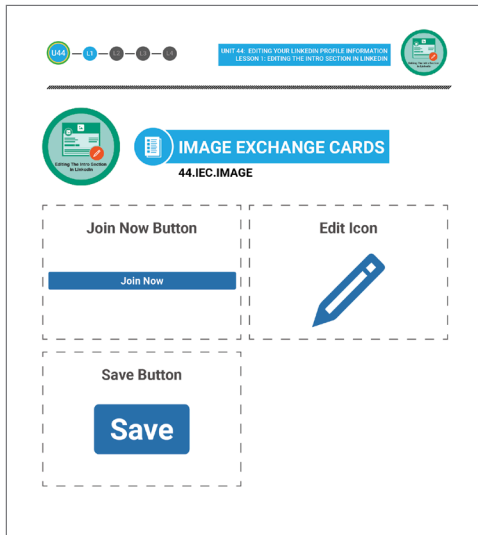 U44
L1
L2
L3
L4
UNIT 44: EDITING YOUR LINKEDIN PROFILE INFORMATION
LESSON 1: EDITING THE INTRO SECTION IN LINKEDIN
Editing The Intro Section
in LinkedIn
IMAGE EXCHANGE CARDS
44.IEC.IMAGE
Join Now Button
Edit Icon
Join Now
Save Button
Save